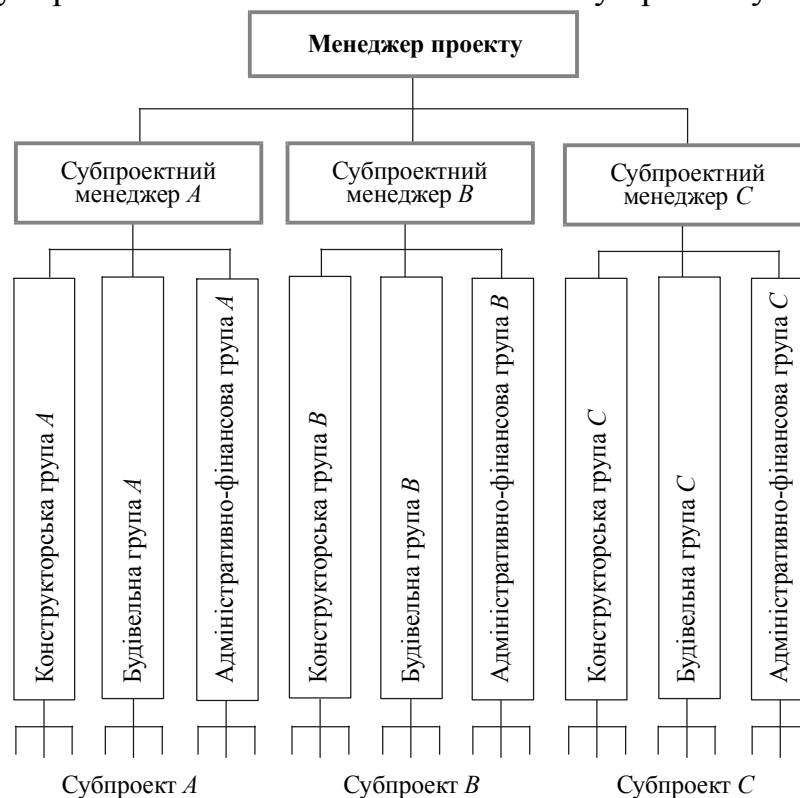 Менеджер проекту
Субпроектний
менеджер A
Субпроектний
менеджер B
Субпроектний
менеджер C
Конструкторська група A
Будівельна група A
Адміністративно-фінансова група A
Конструкторська група B
Будівельна група B
Адміністративно-фінансова група B
Конструкторська група C
Будівельна група C
Адміністративно-фінансова група C
Субпроект A
Субпроект B
Субпроект C